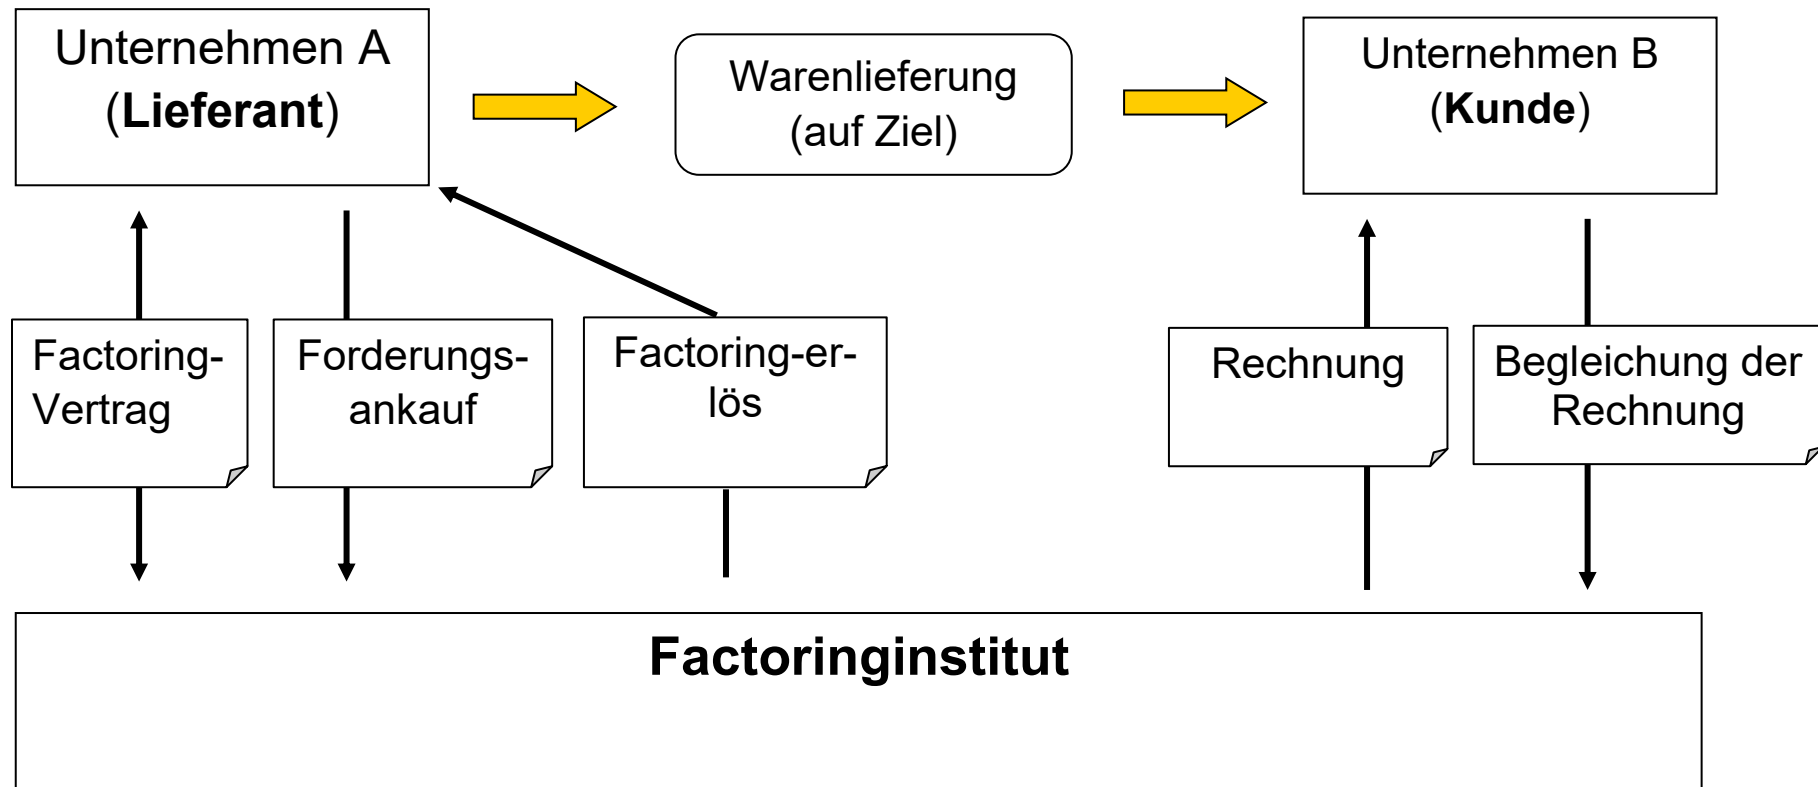 Unternehmen A
(Lieferant)
Warenlieferung
(auf Ziel)
Unternehmen B
(Kunde)
Factoring-
Vertrag
Forderungs-
ankauf
Factoring-er-
lös
Rechnung
Begleichung der
Rechnung
Factoringinstitut